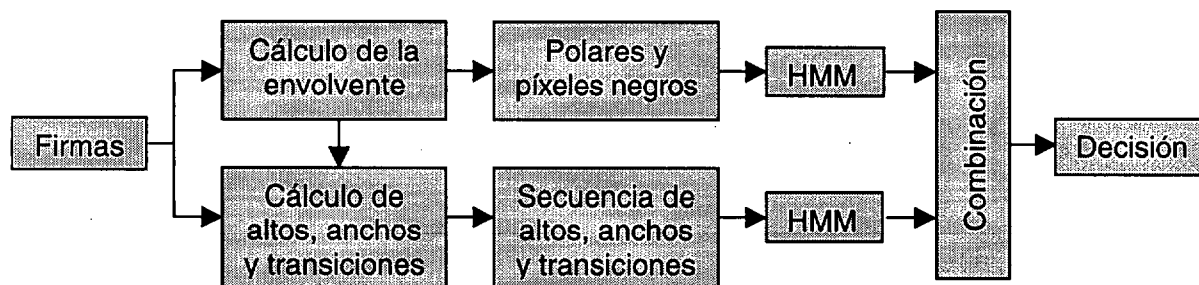 Firmas
Cálculo de la
envolvente
Polares y
píxeles negros
HMM
Cálculo de
altos, anchos
y transiciones
Secuencia de
altos, anchos
y transiciones
HMM
Combinación
Decisión